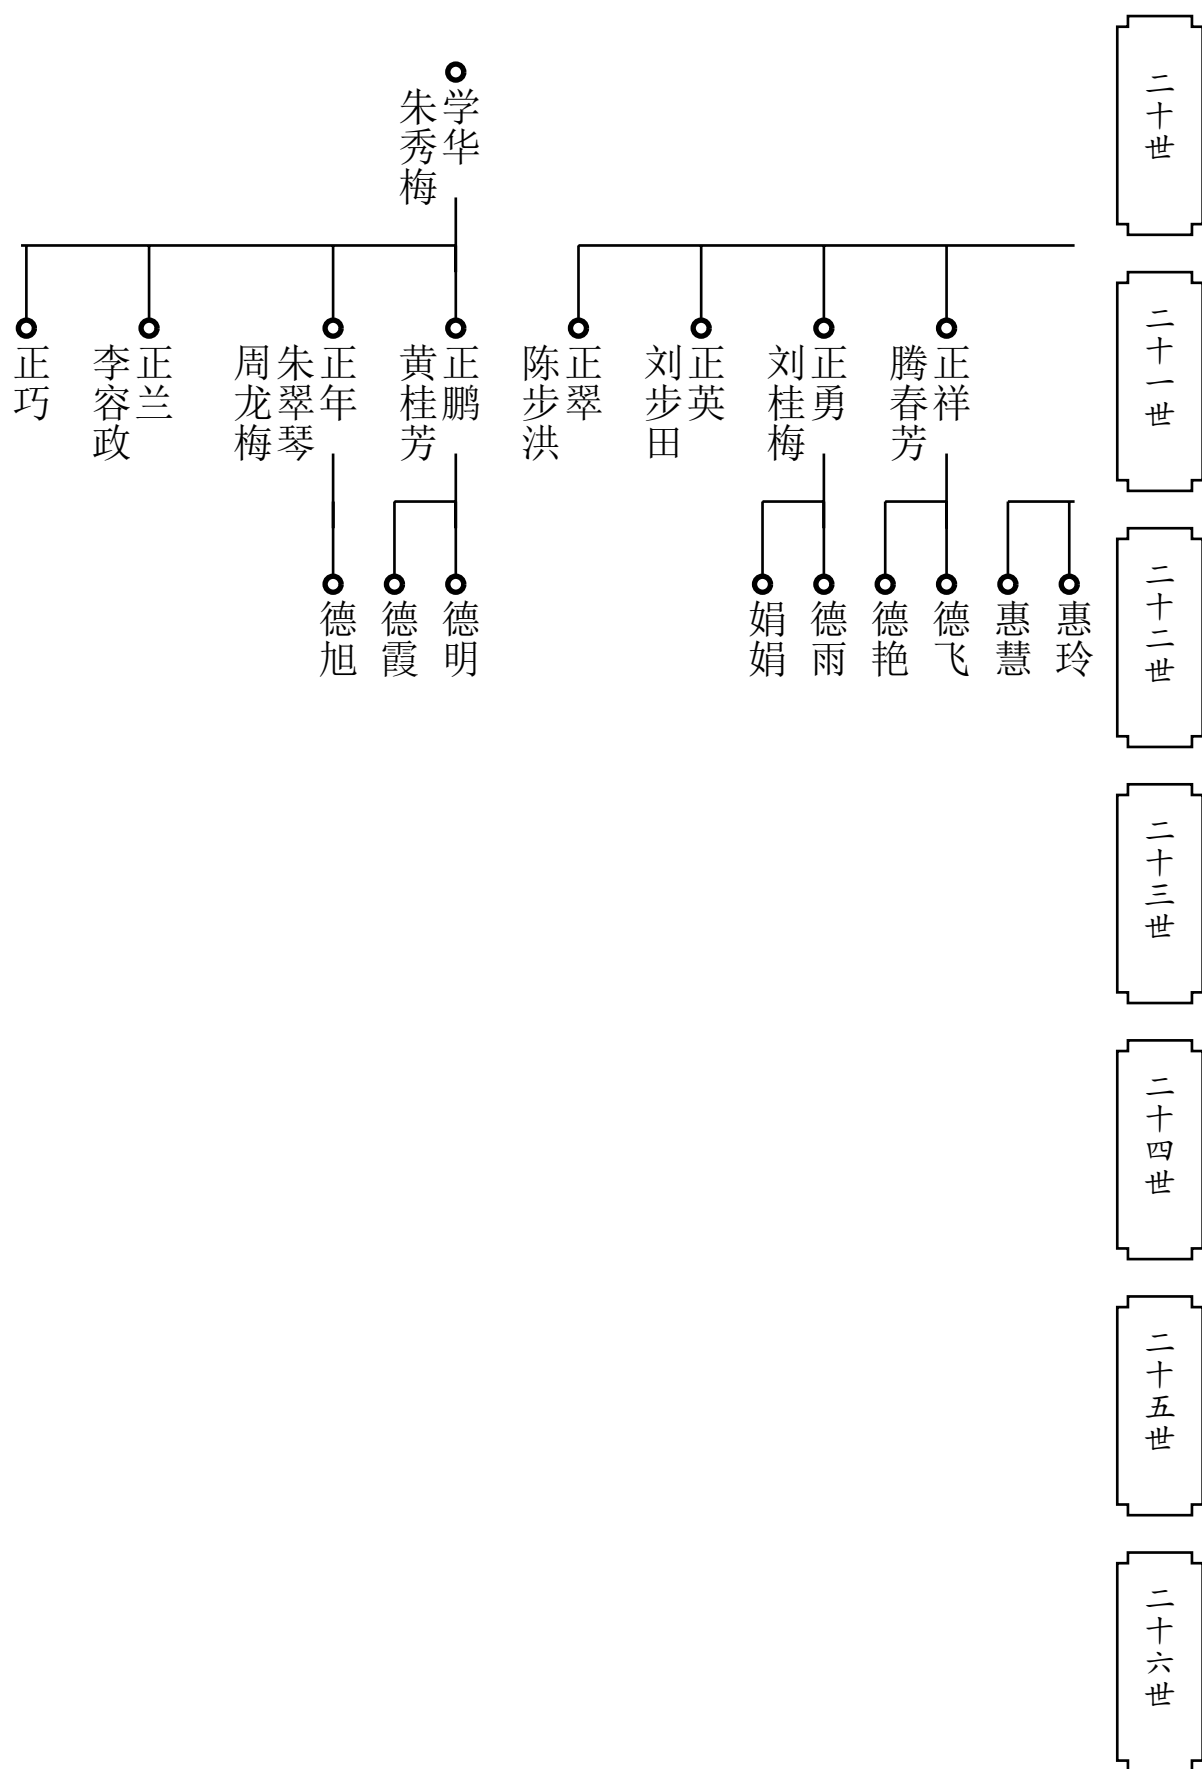 二十世
学华
朱秀梅
二十一世
正祥
腾春芳
正勇
刘桂梅
正英
刘步田
正翠
陈步洪
正鹏
黄桂芳
正年
朱翠琴
周龙梅
正兰
李容政
正巧
二十二世
惠玲
惠慧
德飞
德艳
德雨
娟娟
德明
德霞
德旭
二十三世
二十四世
二十五世
二十六世